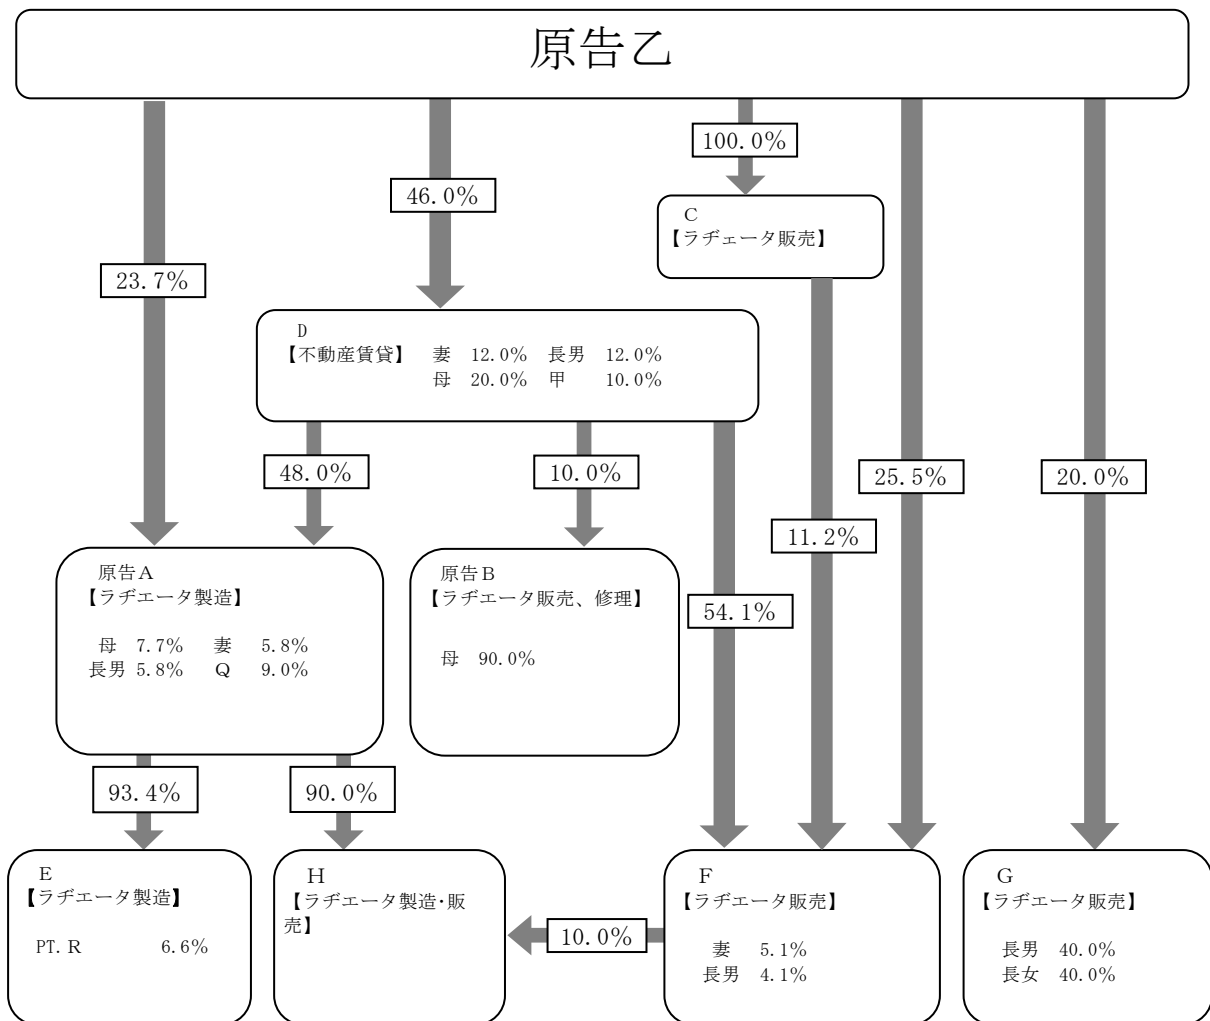 原告乙
100.0%
46.0%
23.7%
C
【ラヂェータ販売】
D
【不動産賃貸】 妻 12.0% 長男 12.0%
母 20.0% 甲 10.0%
48.0%
10.0%
25.5%
20.0%
11.2%
54.1%
原告A
【ラヂエータ製造】
母 7.7% 妻 5.8%
長男 5.8% Q 9.0%
原告B
【ラヂエータ販売、修理】
母 90.0%
93.4%
90.0%
E
【ラヂエータ製造】
PT.R 6.6%
H
【ラヂエータ製造・販
売】
10.0%
F
【ラヂエータ販売】
妻 5.1%
長男 4.1%
G
【ラヂエータ販売】
長男 40.0%
長女 40.0%